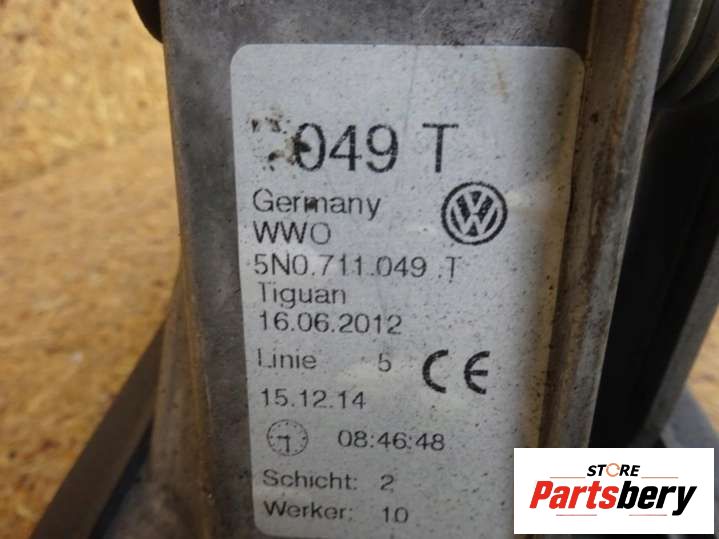 049 T
Germany
WWO
5N0.711.049 .T
Tiguan
16.06.2012
Linie 5 CE
15.12.14
08:46:48
Schicht: 2
Werker: 10
STORE
Partsbery